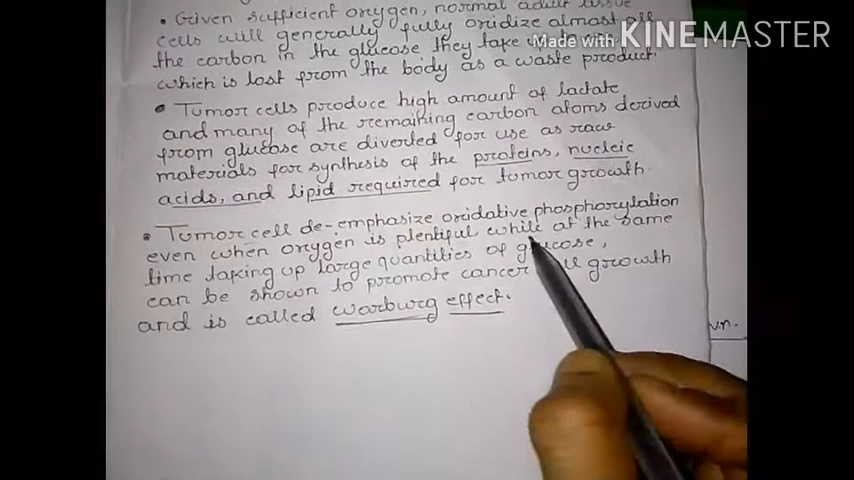 • Given sufficient oxygen, normal adult tissue
cells will generally fully oxidize almost all
the carbon in the glucose they take up to
which is lost from the body as a waste product.
• Tumor cells produce high amount of lactate
and many of the remaining carbon atoms derived
from glucose are diverted for use as raw
materials for synthesis of the proteins, nucleic
acids, and lipid required for tumor growth
• Tumor cell de-emphasize oxidative phosphorylation
even when oxygen is plentiful while at the same
time taking up large quantities of glucose,
can be shown to promote cancer growth
and is called warburg effect.
Made with KINEMASTER